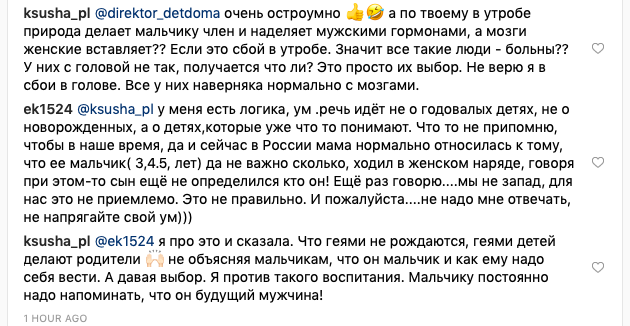 ksusha_pl @direktor_detdoma очень остроумно 👍🤣 а по твоему в утробе
природа делает мальчику член и наделяет мужскими гормонами, а мозги
женские вставляет?? Если это сбой в утробе. Значит все такие люди - больны??
У них с головой не так, получается что ли? Это просто их выбор. Не верю я в
сбои в голове. Все у них наверняка нормально с мозгами.
ek1524 @ksusha_pl у меня есть логика, ум .речь идёт не о годовалых детях, не о
новорожденных, а о детях,которые уже что то понимают. Что то не припомню,
чтобы в наше время, да и сейчас в России мама нормально относилась к тому,
что ее мальчик( 3,4.5, лет) да не важно сколько, ходил в женском наряде, говоря
при этом-то сын ещё не определился кто он! Ещё раз говорю....мы не запад, для
нас это не приемлемо. Это не правильно. И пожалуйста....не надо мне отвечать,
не напрягайте свой ум)))
ksusha_pl @ek1524 я про это и сказала. Что геями не рождаются, геями детей
делают родители 🙌🏻 не объясняя мальчикам, что он мальчик и как ему надо
себя вести. А давая выбор. Я против такого воспитания. Мальчику постоянно
надо напоминать, что он будущий мужчина!
1 HOUR AGO